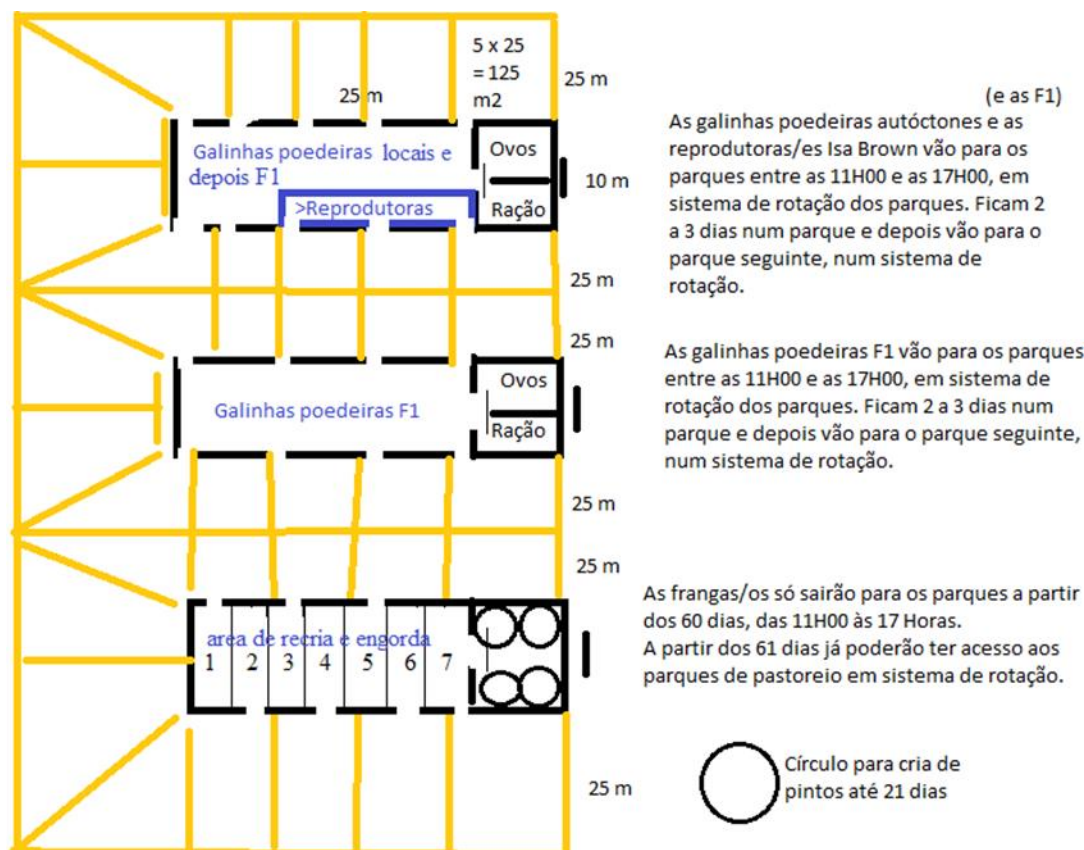 5 x 25
= 125
m2
25 m
25 m
Galinhas poedeiras locais e
depois F1
>Reprodutoras
Ovos
Ração
10 m
(e as F1)
As galinhas poedeiras autóctones e as
reprodutoras/es Isa Brown vão para os
parques entre as 11H00 e as 17H00, em
sistema de rotação dos parques. Ficam 2
a 3 dias num parque e depois vão para o
parque seguinte, num sistema de
rotação.
25 m
25 m
Galinhas poedeiras F1
Ovos
Ração
As galinhas poedeiras F1 vão para os parques
entre as 11H00 e as 17H00, em sistema de
rotação dos parques. Ficam 2 a 3 dias num
parque e depois vão para o parque seguinte,
num sistema de rotação.
25 m
25 m
area de recria e engorda
1 2 3 4 5 6 7
As frangas/os só sairão para os parques a partir
dos 60 dias, das 11H00 às 17 Horas.
A partir dos 61 dias já poderão ter acesso aos
parques de pastoreio em sistema de rotação.
25 m
Círculo para cria de
pintos até 21 dias